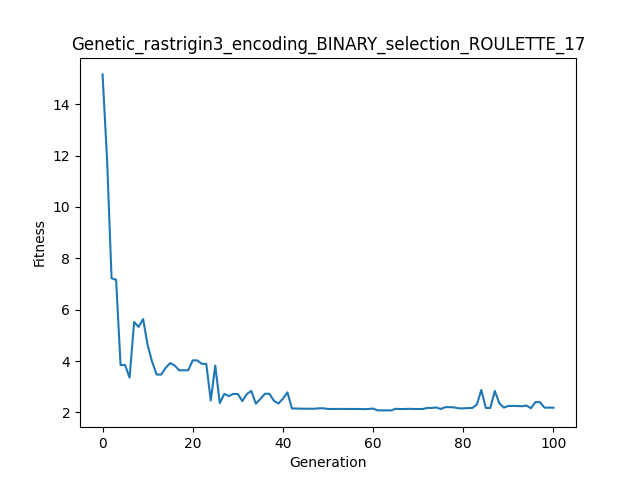 Genetic_rastrigin3_encoding_BINARY_selection_ROULETTE_17
14
12
10
8
6
4
2
Fitness
0 20 40 60 80 100
Generation